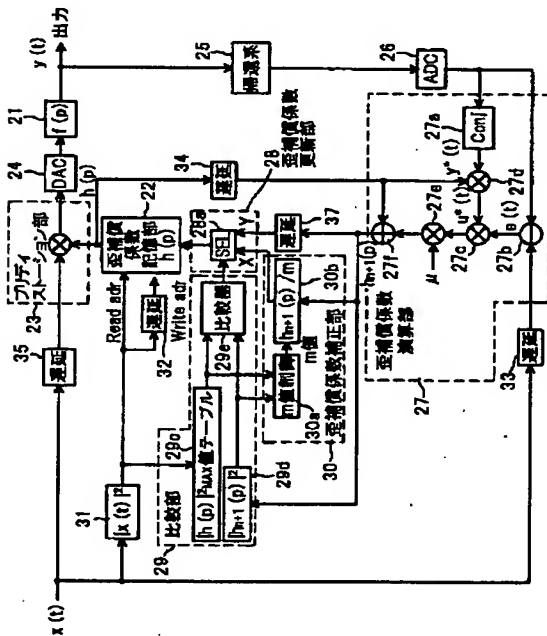 x(t)
35
遅延
プリディ
ストーション部
23
24
DAC
21
f(p)
y(t)
出力
31
|x(t)|²
Read adr
Write adr
遅延
32
22
歪補償
係数
記憶部
h(p)
h(p)
34
遅延
25
帰還系
26
ADC
28
歪補償係数
更新部
28a
SEL
X
Y
37
遅延
29
比較部
29c
|h(p)|²MAX値テーブル
29d
|hn+1(p)|²
29e
比較部
30
歪補償係数補正部
30a
m値制御
m値
30b
hn+1(p)/m
27
歪補償係数
演算部
hn+1(p)
27f
27e
μ
27c
u*(t)
27d
y*(t)
27a
Conj
27b
e(t)
33
遅延